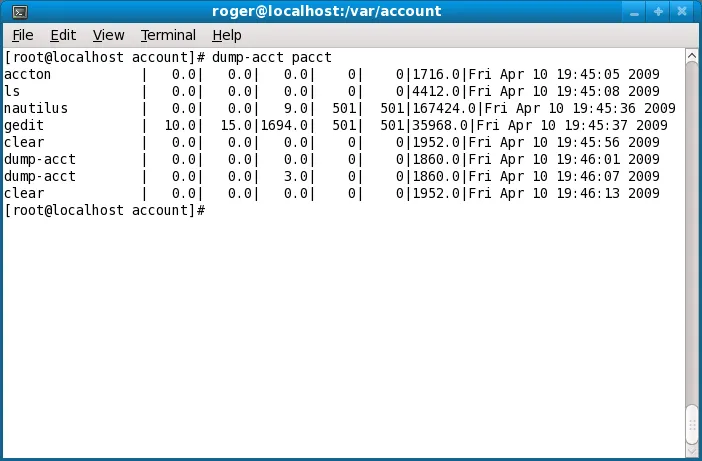 roger@localhost:/var/account
File Edit View Terminal Help
[root@localhost account]# dump-acct pacct
accton           |   0.0|   0.0|   0.0|    0|    0|1716.0|Fri Apr 10 19:45:05 2009
ls               |   0.0|   0.0|   0.0|    0|    0|4412.0|Fri Apr 10 19:45:08 2009
nautilus         |   0.0|   0.0|   9.0|  501|  501|167424.0|Fri Apr 10 19:45:36 2009
gedit            |  10.0|  15.0|1694.0|  501|  501|35968.0|Fri Apr 10 19:45:37 2009
clear            |   0.0|   0.0|   0.0|    0|    0|1952.0|Fri Apr 10 19:45:56 2009
dump-acct        |   0.0|   0.0|   0.0|    0|    0|1860.0|Fri Apr 10 19:46:01 2009
dump-acct        |   0.0|   0.0|   3.0|    0|    0|1860.0|Fri Apr 10 19:46:07 2009
clear            |   0.0|   0.0|   0.0|    0|    0|1952.0|Fri Apr 10 19:46:13 2009
[root@localhost account]#